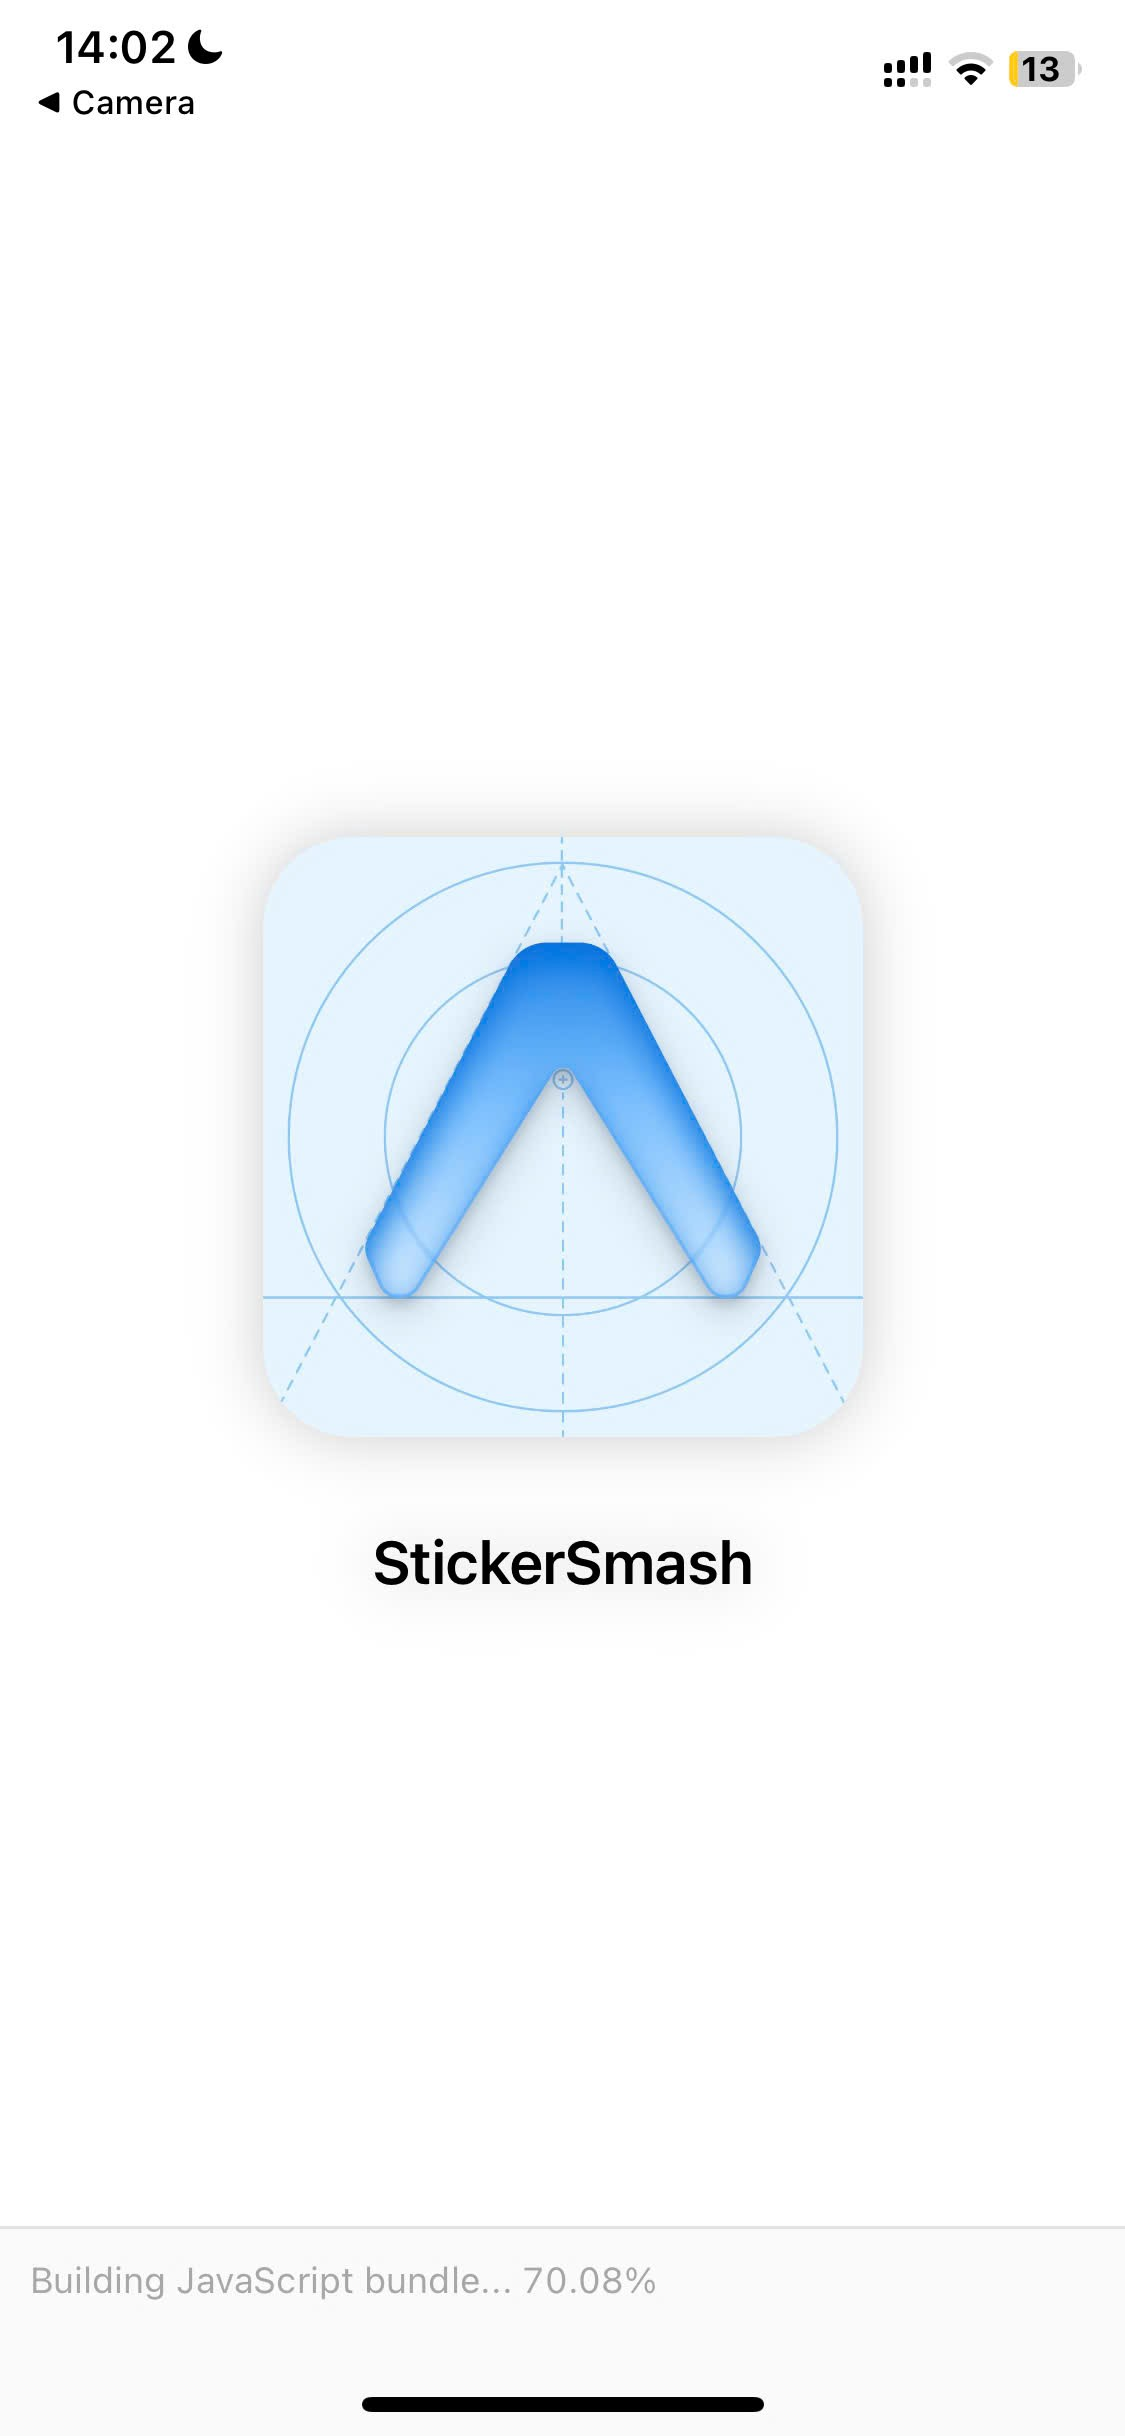 14:02
◀ Camera
13
StickerSmash
Building JavaScript bundle... 70.08%